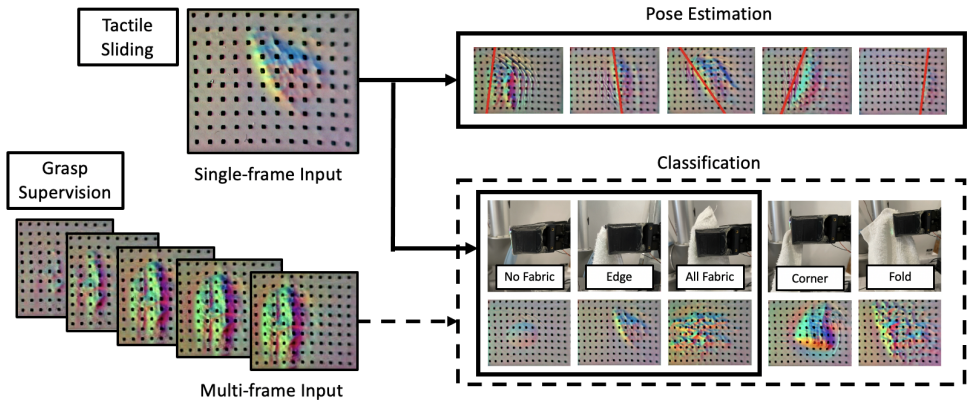 Tactile
Sliding
Pose Estimation
Single-frame Input
Grasp
Supervision
Classification
No Fabric
Edge
All Fabric
Corner
Fold
Multi-frame Input